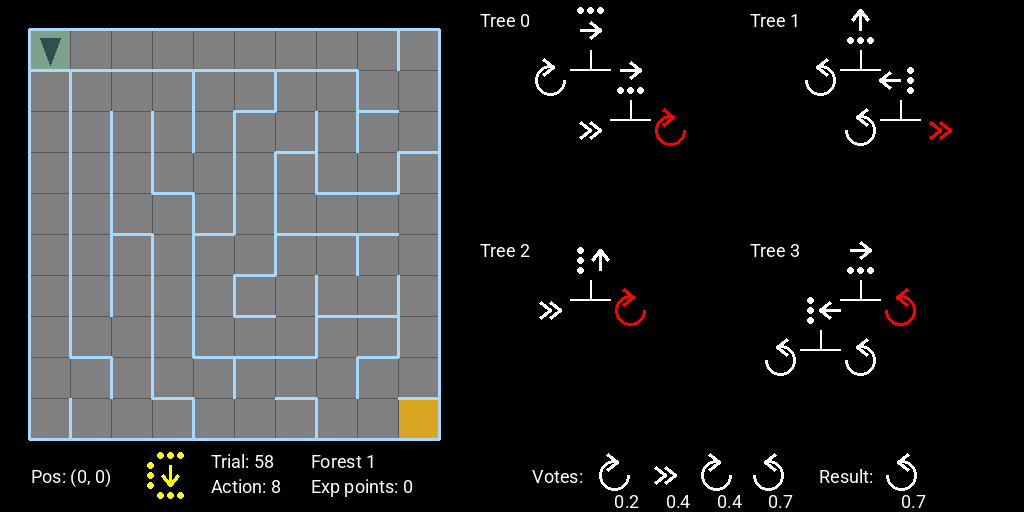 Tree 0
Tree 1
Tree 2
Tree 3
Pos: (0, 0)
Trial: 58
Forest 1
Action: 8
Exp points: 0
Votes:
0.2
0.4
0.4
0.7
Result:
0.7